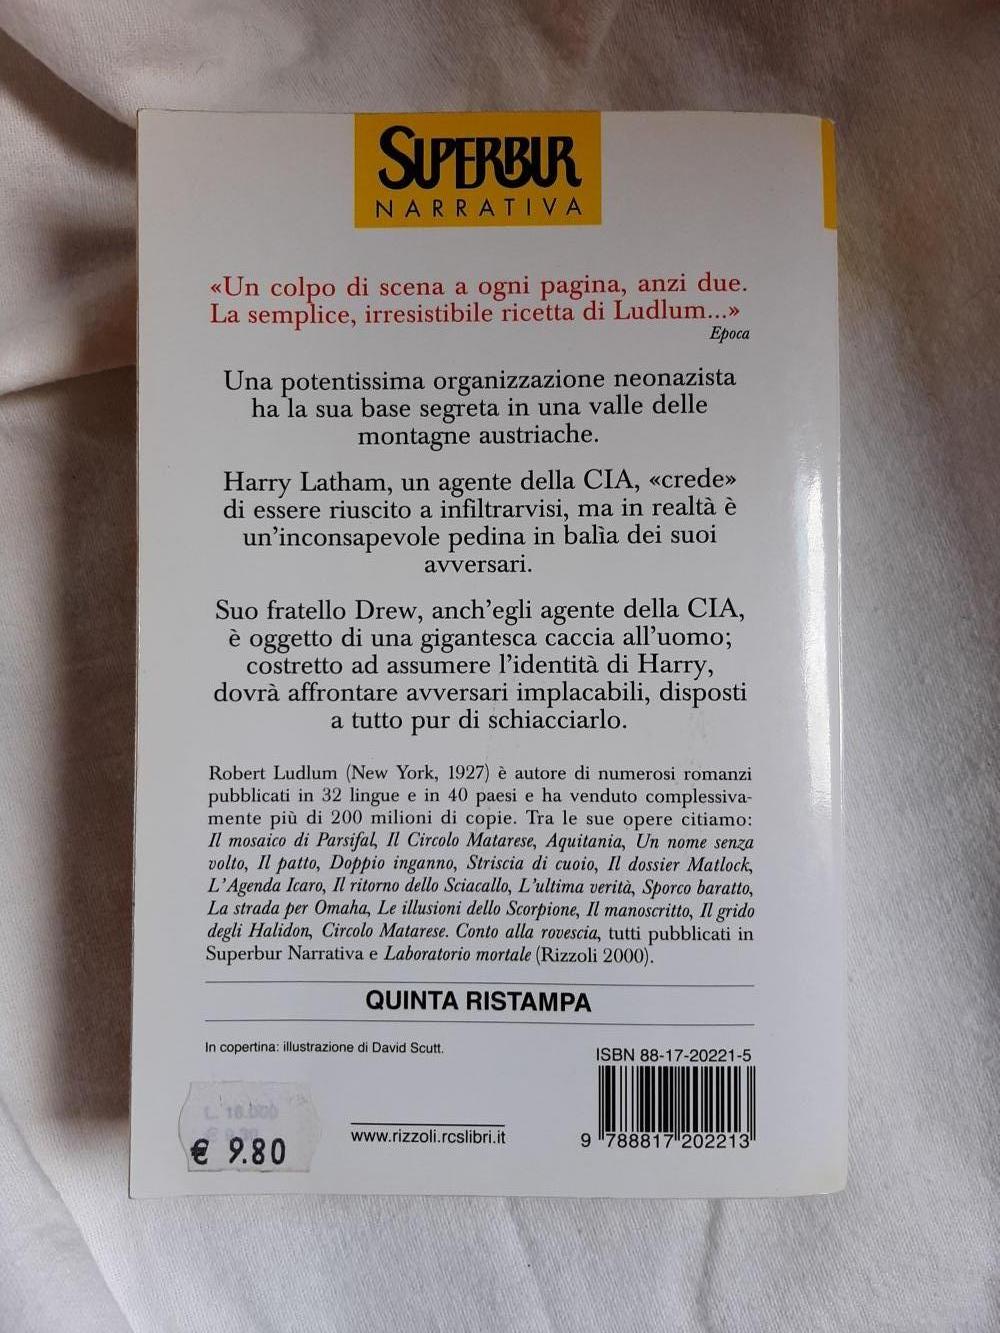 SUPERBUR
NARRATIVA
«Un colpo di scena a ogni pagina, anzi due.
La semplice, irresistibile ricetta di Ludlum...»
Epoca
Una potentissima organizzazione neonazista
ha la sua base segreta in una valle delle
montagne austriache.
Harry Latham, un agente della CIA, «crede»
di essere riuscito a infiltrarvisi, ma in realtà è
un'inconsapevole pedina in balìa dei suoi
avversari.
Suo fratello Drew, anch'egli agente della CIA,
è oggetto di una gigantesca caccia all'uomo;
costretto ad assumere l'identità di Harry,
dovrà affrontare avversari implacabili, disposti
a tutto pur di schiacciarlo.
Robert Ludlum (New York, 1927) è autore di numerosi romanzi
pubblicati in 32 lingue e in 40 paesi e ha venduto complessiva-
mente più di 200 milioni di copie. Tra le sue opere citiamo:
Il mosaico di Parsifal, Il Circolo Matarese, Aquitania, Un nome senza
volto, Il patto, Doppio inganno, Striscia di cuoio, Il dossier Matlock,
L'Agenda Icaro, Il ritorno dello Sciacallo, L'ultima verità, Sporco baratto,
La strada per Omaha, Le illusioni dello Scorpione, Il manoscritto, Il grido
degli Halidon, Circolo Matarese. Conto alla rovescia, tutti pubblicati in
Superbur Narrativa e Laboratorio mortale (Rizzoli 2000).
QUINTA RISTAMPA
In copertina: illustrazione di David Scutt.
ISBN 88-17-20221-5
L. 18.000
€ 9.80
www.rizzoli.rcslibri.it
9 788817 202213